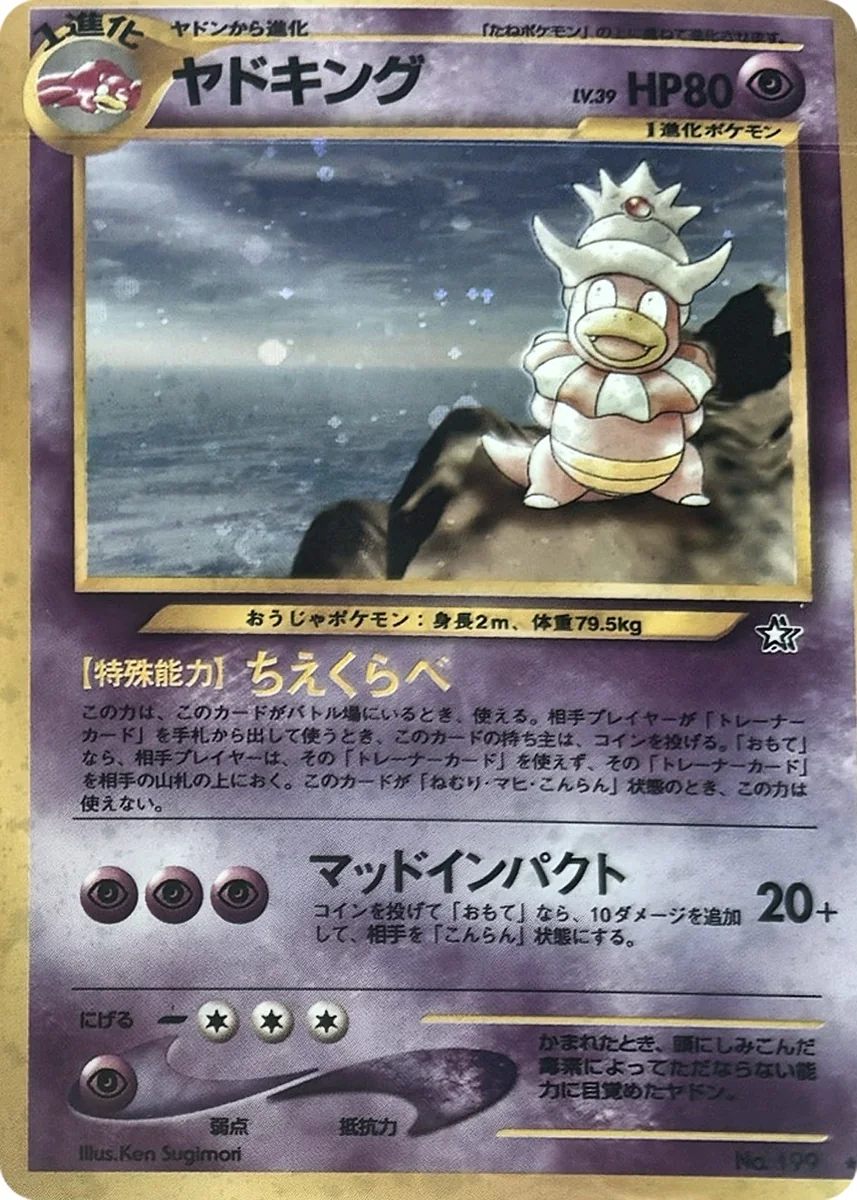 1進化
ヤドンから進化
「たねポケモン」の上に重ねて進化させます。
ヤドキング
LV.39 HP80
1進化ポケモン
おうじゃポケモン：身長2m、体重79.5kg
【特殊能力】ちえくらべ
この力は、このカードがバトル場にいるとき、使える。相手プレイヤーが「トレーナー
カード」を手札から出して使うとき、このカードの持ち主は、コインを投げる。「おもて」
なら、相手プレイヤーは、その「トレーナーカード」を使えず、その「トレーナーカード」
を相手の山札の上におく。このカードが「ねむり・マヒ・こんらん」状態のとき、この力は
使えない。
マッドインパクト
20+
コインを投げて「おもて」なら、10ダメージを追加
して、相手を「こんらん」状態にする。
にげる
かまれたとき、頭にしみこんだ
毒素によってただならない能
力に目覚めたヤドン。
弱点
抵抗力
Illus.Ken Sugimori
No.199